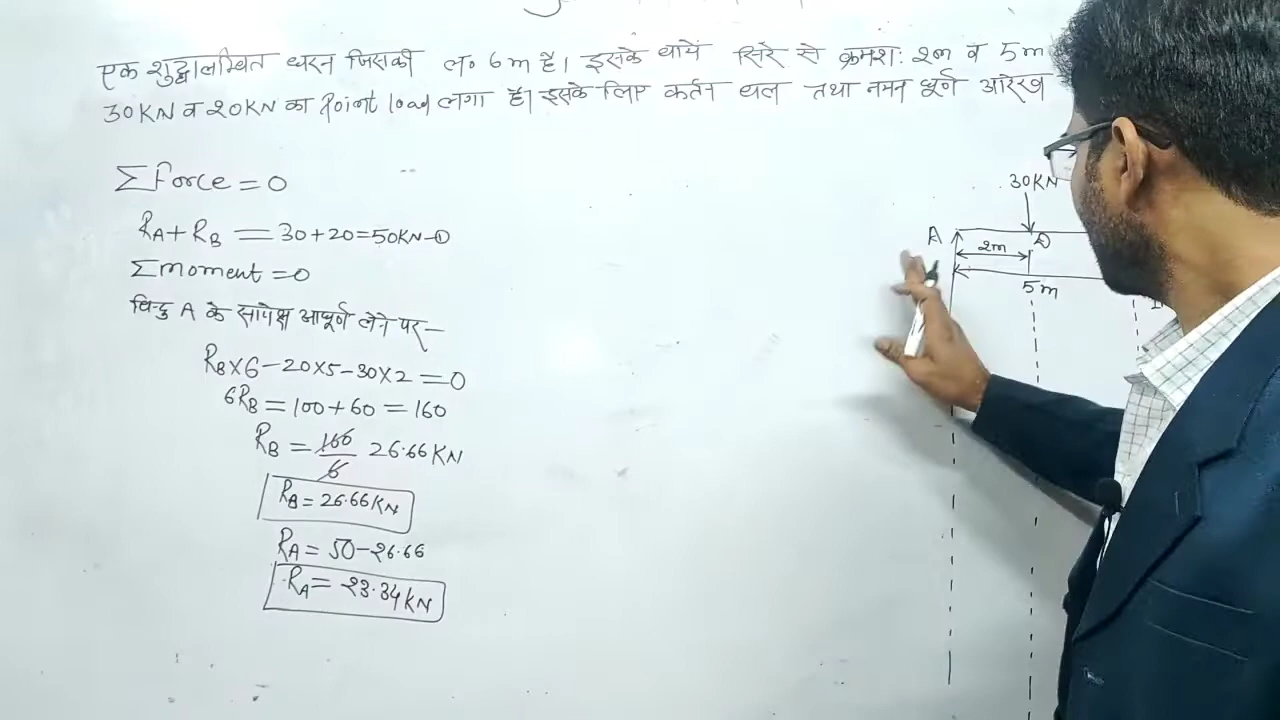 एक शुद्धालम्बित धरन जिसकी ल० 6m है। इसके बायें सिरे से क्रमशः 2m व 5m
30KN व 20KN का Point load लगा है। इसके लिए कर्तन बल तथा नमन घूर्ण आरेख
∑force = 0
RA + RB = 30+20=50KN-①
∑moment = 0
बिन्दु A के सापेक्ष आघूर्ण लेने पर—
RB×6-20×5-30×2=0
6RB = 100+60 = 160
RB = 160/6 26.66KN
RB = 26.66KN
RA = 50-26.66
RA = 23.34KN
30KN
A
2m
D
5m